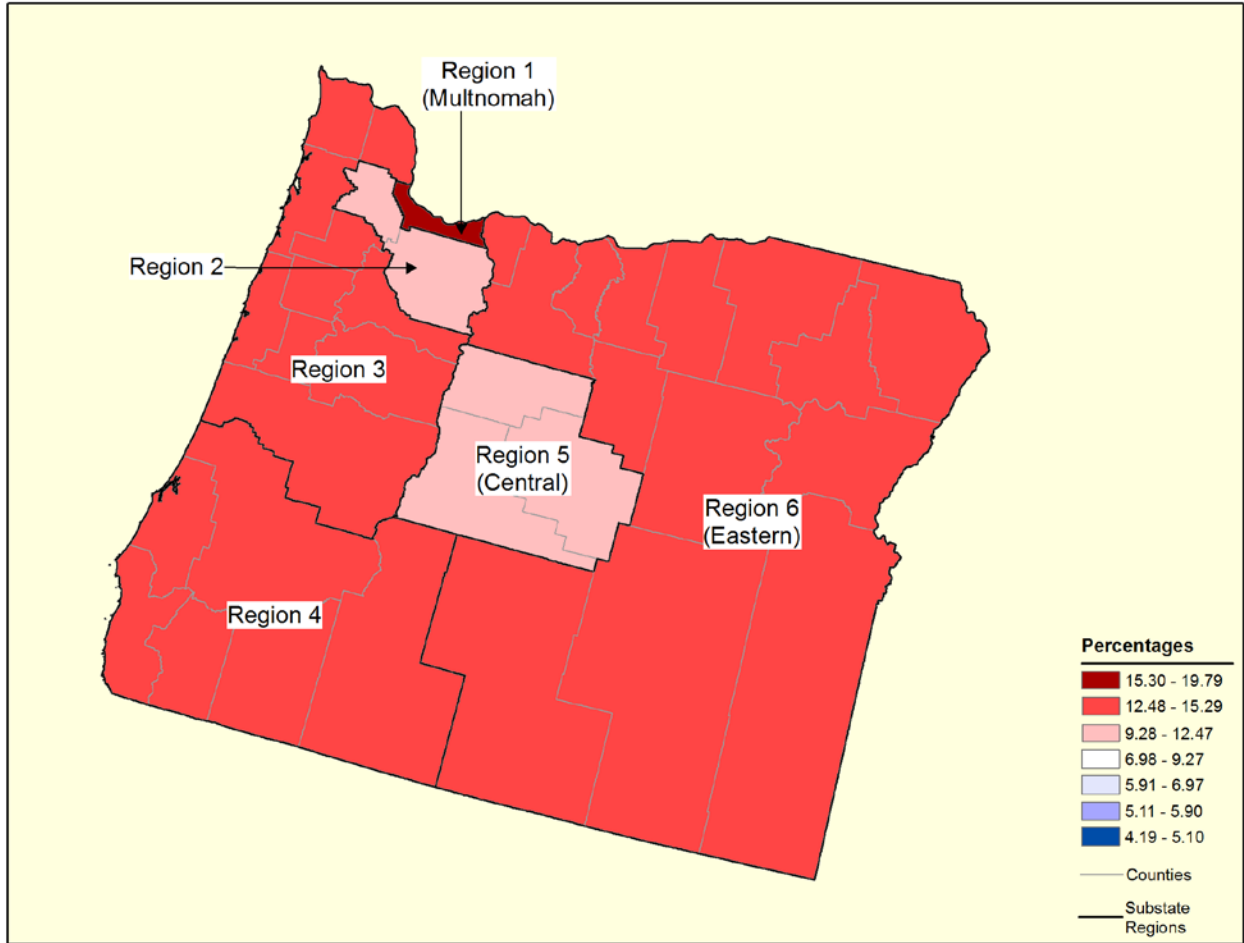 Region 1
(Multnomah)
Region 2
Region 3
Region 5
(Central)
Region 6
(Eastern)
Region 4
Percentages
15.30 - 19.79
12.48 - 15.29
9.28 - 12.47
6.98 - 9.27
5.91 - 6.97
5.11 - 5.90
4.19 - 5.10
Counties
Substate
Regions